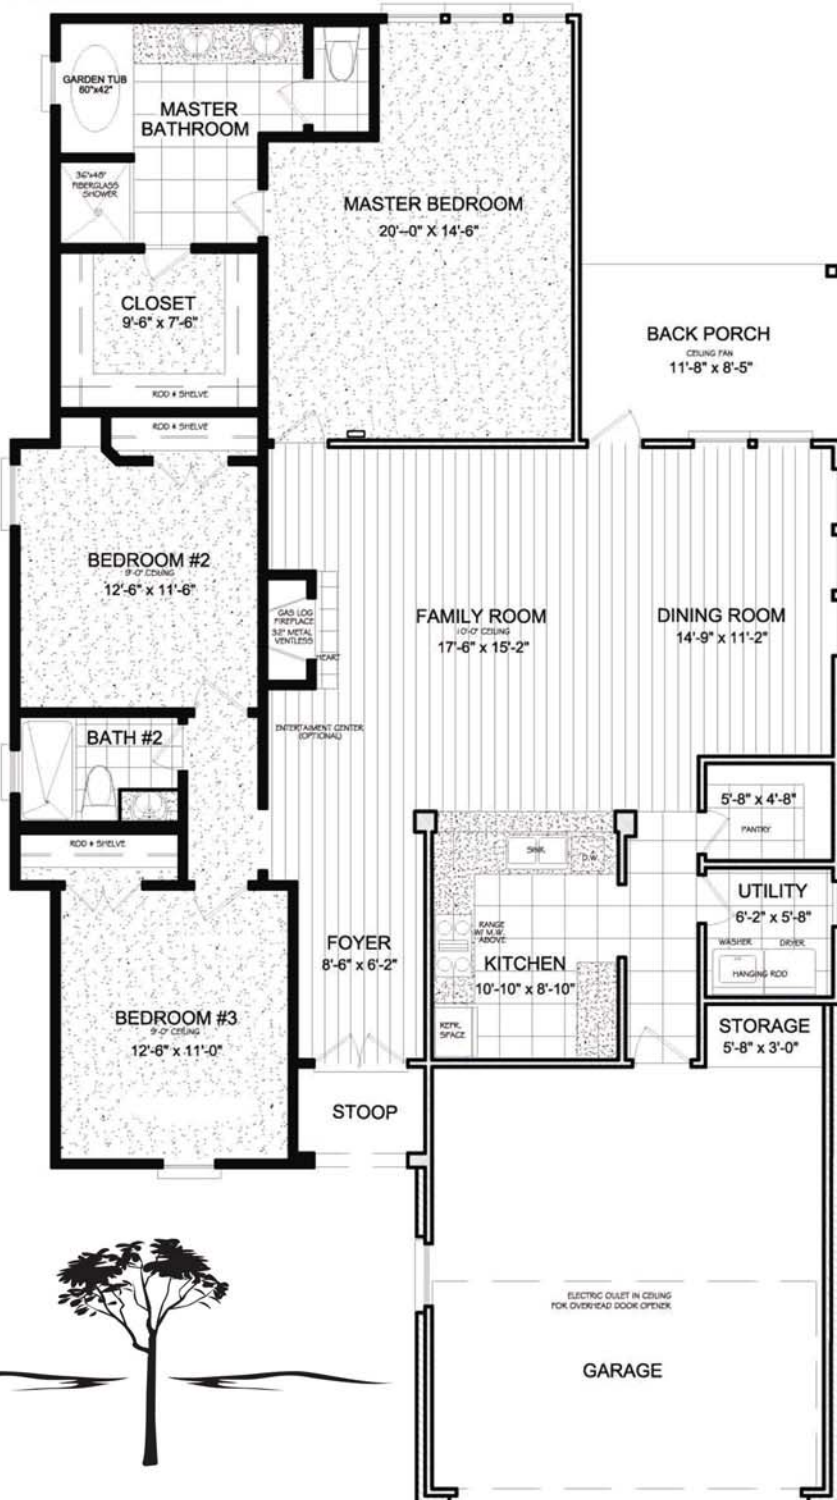 GARDEN TUB
60"x42"
MASTER
BATHROOM
36"x48"
FIBERGLASS
SHOWER
MASTER BEDROOM
20'--0" X 14'-6"
CLOSET
9'-6" x 7'-6"
ROD & SHELVE
BACK PORCH
CEILING FAN
11'-8" x 8'-5"
ROD & SHELVE
BEDROOM #2
9'-0" CEILING
12'-6" x 11'-6"
GAS LOG
FIREPLACE
32" METAL
VENTLESS
HEART
FAMILY ROOM
10'-0" CEILING
17'-6" x 15'-2"
DINING ROOM
14'-9" x 11'-2"
ENTERTAIMENT CENTER
(OPTIONAL)
BATH #2
ROD & SHELVE
5'-8" x 4'-8"
PANTRY
SINK
D.W.
UTILITY
6'-2" x 5'-8"
WASHER DRYER
HANGING ROD
RANGE
W/ M.W.
ABOVE
KITCHEN
10'-10" x 8'-10"
REFR.
SPACE
FOYER
8'-6" x 6'-2"
BEDROOM #3
9'-0" CEILING
12'-6" x 11'-0"
STORAGE
5'-8" x 3'-0"
STOOP
ELECTRIC OULET IN CEILING
FOR OVERHEAD DOOR OPENER
GARAGE